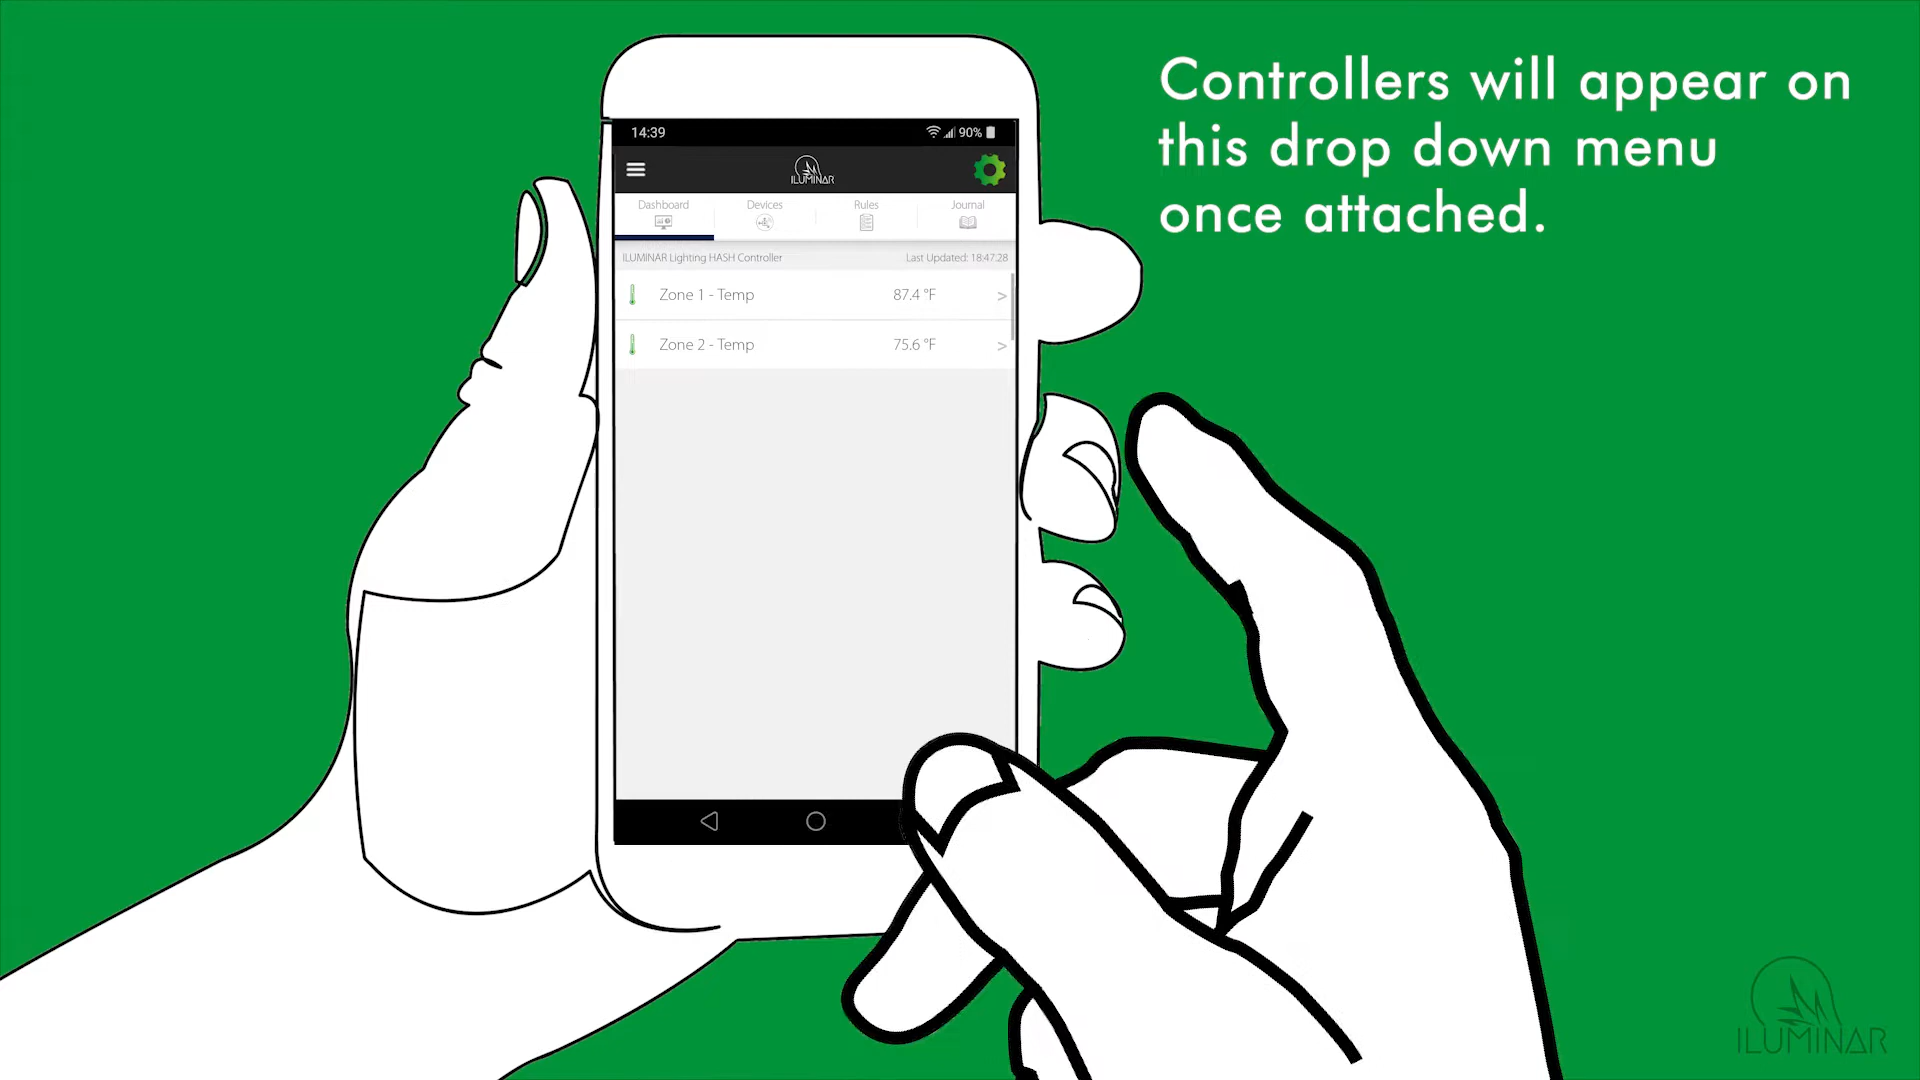 Controllers will appear on
this drop down menu
once attached.
14:39 90%
ILUMINAR
Dashboard Devices Rules Journal
ILUMINAR Lighting HASH Controller Last Updated: 18:47:28
Zone 1 - Temp 87.4 °F >
Zone 2 - Temp 75.6 °F >
ILUMINAR